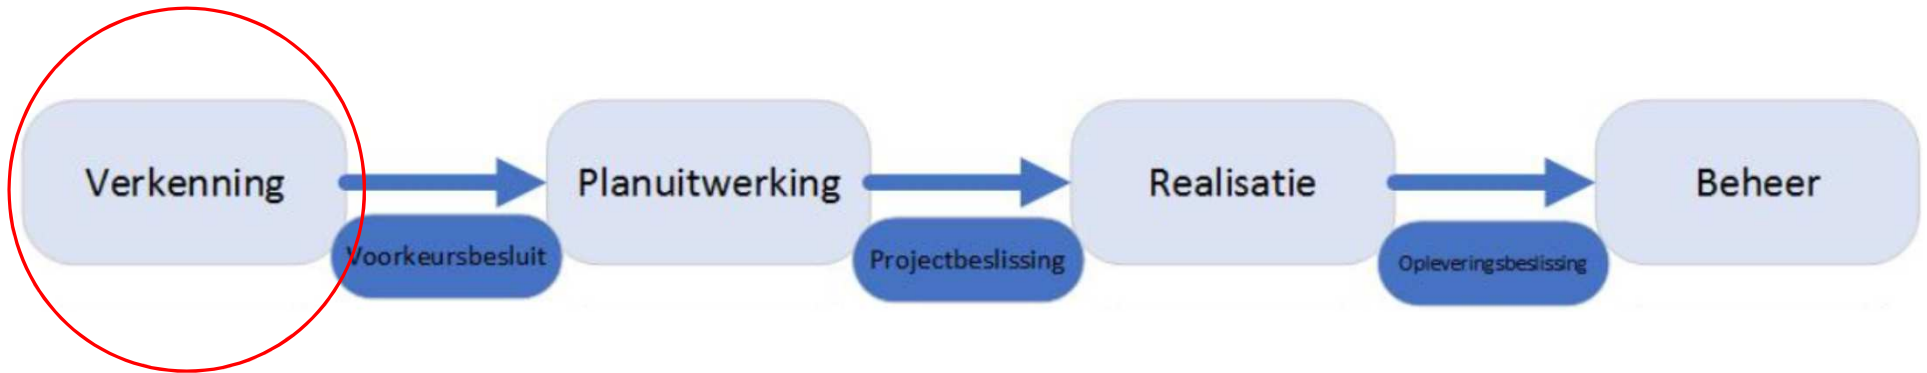 Verkenning
Voorkeursbesluit
Planuitwerking
Projectbeslissing
Realisatie
Opleveringsbeslissing
Beheer